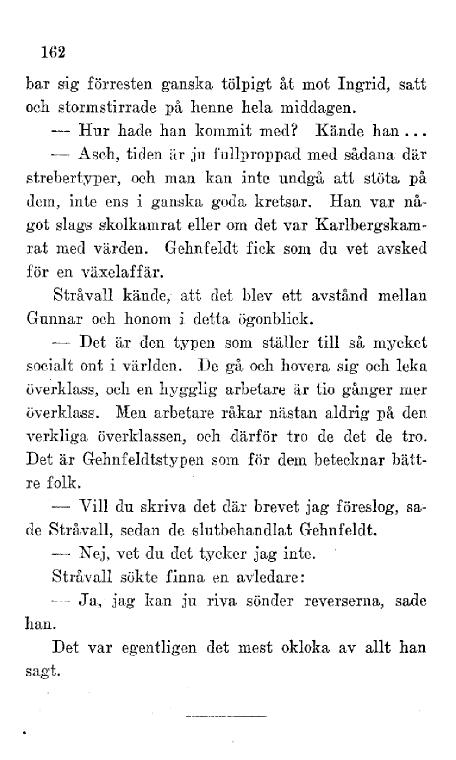 162
bar sig förresten ganska tölpigt åt mot Ingrid, satt
och stormstirrade på henne hela middagen.
— Hur hade han kommit med? Kände han ...
— Asch, tiden är ju fullproppad med sådana där
strebertyper, och man kan inte undgå att stöta på
dem, inte ens i ganska goda kretsar. Han var nå-
got slags skolkamrat eller om det var Karlbergskam-
rat med värden. Gehnfeldt fick som du vet avsked
för en växelaffär.
Stråvall kände, att det blev ett avstånd mellan
Gunnar och honom i detta ögonblick.
— Det är den typen som ställer till så mycket
socialt ont i världen. De gå och hovera sig och leka
överklass, och en hygglig arbetare är tio gånger mer
överklass. Men arbetare råkar nästan aldrig på den
verkliga överklassen, och därför tro de det de tro.
Det är Gehnfeldtstypen som för dem betecknar bätt-
re folk.
— Vill du skriva det där brevet jag föreslog, sa-
de Stråvall, sedan de slutbehandlat Gehnfeldt.
— Nej, vet du det tycker jag inte.
Stråvall sökte finna en avledare:
— Ja, jag kan ju riva sönder reverserna, sade
han.
Det var egentligen det mest okloka av allt han
sagt.